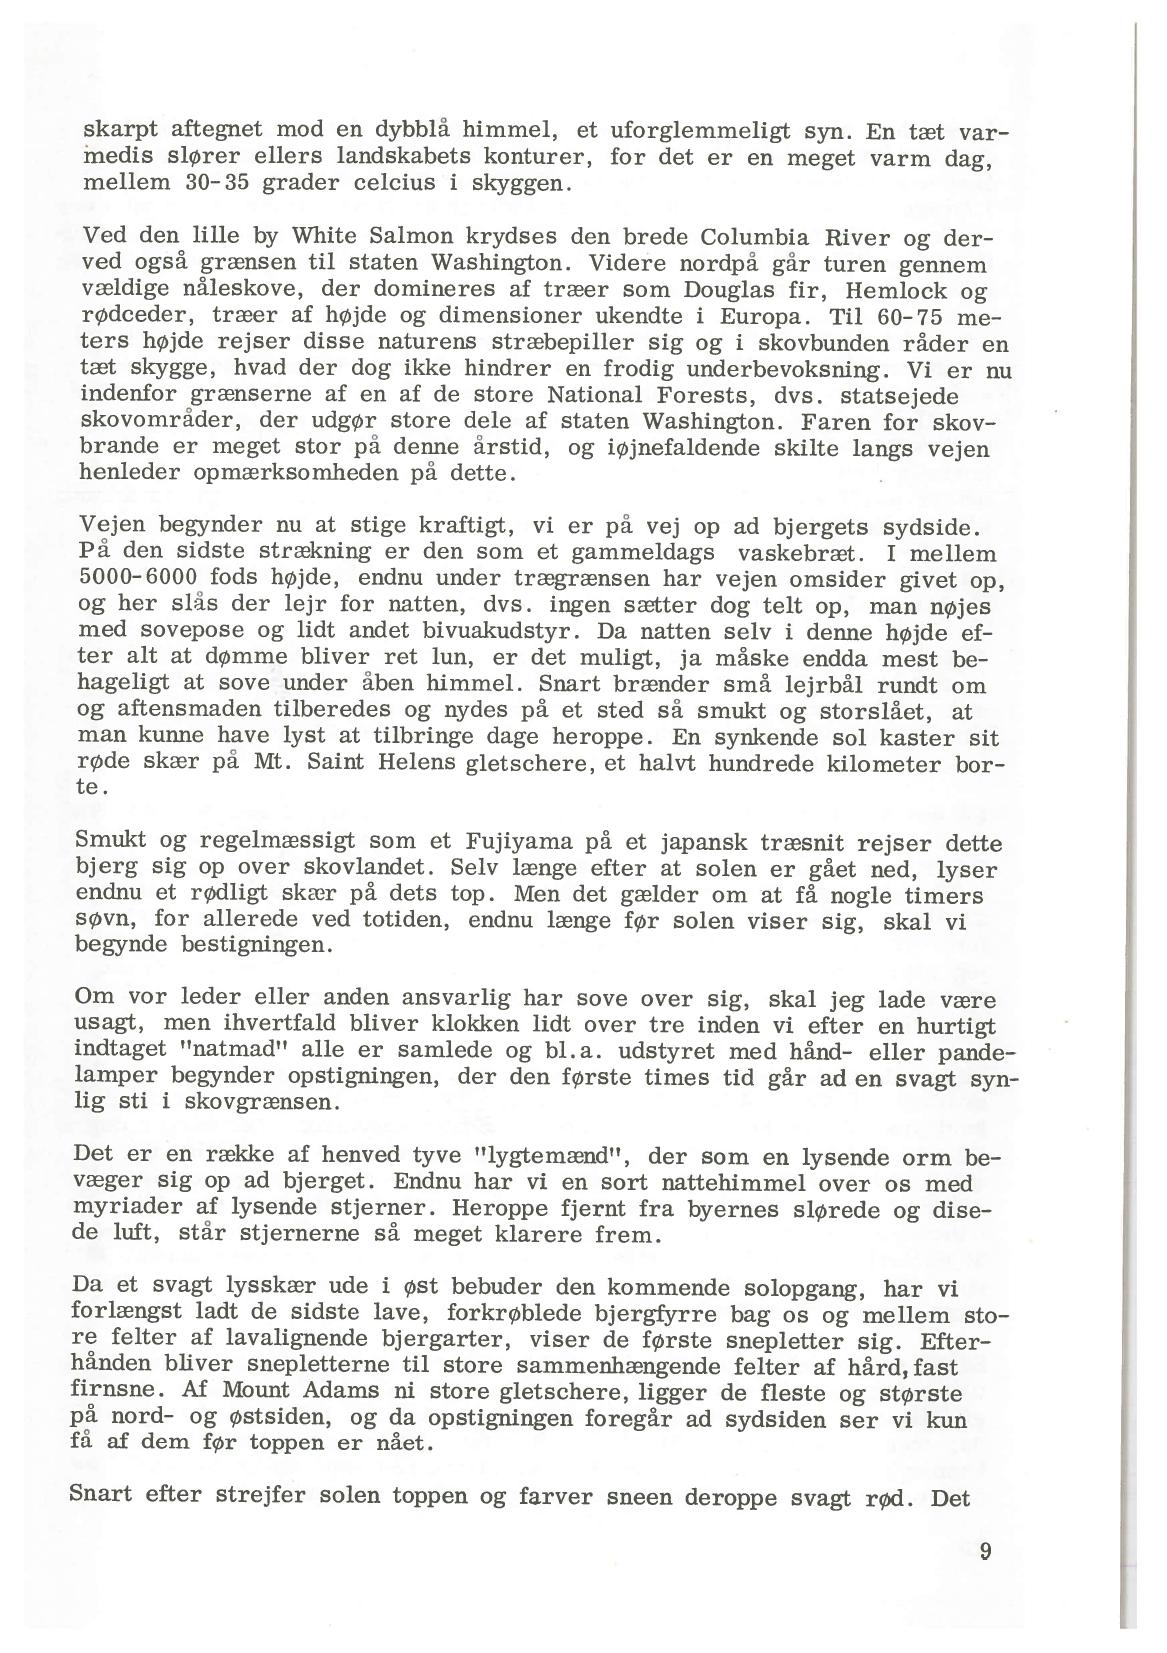 skarpt aftegnet mod en dybblå himmel, et uforglemmeligt syn. En tæt var-
medis slører ellers landskabets konturer, for det er en meget varm dag,
mellem 30-35 grader celcius i skyggen.
Ved den lille by White Salmon krydses den brede Columbia River og der-
ved også grænsen til staten Washington. Videre nordpå går turen gennem
vældige nåleskove, der domineres af træer som Douglas fir, Hemlock og
rødceder, træer af højde og dimensioner ukendte i Europa. Til 60-75 me-
ters højde rejser disse naturens stræbepiller sig og i skovbunden råder en
tæt skygge, hvad der dog ikke hindrer en frodig underbevoksning. Vi er nu
indenfor grænserne af en af de store National Forests, dvs. statsejede
skovområder, der udgør store dele af staten Washington. Faren for skov-
brande er meget stor på denne årstid, og iøjnefaldende skilte langs vejen
henleder opmærksomheden på dette.
Vejen begynder nu at stige kraftigt, vi er på vej op ad bjergets sydside.
På den sidste strækning er den som et gammeldags vaskebræt. I mellem
5000-6000 fods højde, endnu under trægrænsen har vejen omsider givet op,
og her slås der lejr for natten, dvs. ingen sætter dog telt op, man nøjes
med sovepose og lidt andet bivuakudstyr. Da natten selv i denne højde ef-
ter alt at dømme bliver ret lun, er det muligt, ja måske endda mest be-
hageligt at sove under åben himmel. Snart brænder små lejrbål rundt om
og aftensmaden tilberedes og nydes på et sted så smukt og storslået, at
man kunne have lyst at tilbringe dage heroppe. En synkende sol kaster sit
røde skær på Mt. Saint Helens gletschere, et halvt hundrede kilometer bor-
te.
Smukt og regelmæssigt som et Fujiyama på et japansk træsnit rejser dette
bjerg sig op over skovlandet. Selv længe efter at solen er gået ned, lyser
endnu et rødligt skær på dets top. Men det gælder om at få nogle timers
søvn, for allerede ved totiden, endnu længe før solen viser sig, skal vi
begynde bestigningen.
Om vor leder eller anden ansvarlig har sove over sig, skal jeg lade være
usagt, men ihvertfald bliver klokken lidt over tre inden vi efter en hurtigt
indtaget "natmad" alle er samlede og bl.a. udstyret med hånd- eller pande-
lamper begynder opstigningen, der den første times tid går ad en svagt syn-
lig sti i skovgrænsen.
Det er en række af henved tyve "lygtemænd", der som en lysende orm be-
væger sig op ad bjerget. Endnu har vi en sort nattehimmel over os med
myriader af lysende stjerner. Heroppe fjernt fra byernes slørede og dise-
de luft, står stjernerne så meget klarere frem.
Da et svagt lysskær ude i øst bebuder den kommende solopgang, har vi
forlængst ladt de sidste lave, forkrøblede bjergfyrre bag os og mellem sto-
re felter af lavalignende bjergarter, viser de første snepletter sig. Efter-
hånden bliver snepletterne til store sammenhængende felter af hård, fast
firnsne. Af Mount Adams ni store gletschere, ligger de fleste og største
på nord- og østsiden, og da opstigningen foregår ad sydsiden ser vi kun
få af dem før toppen er nået.
Snart efter strejfer solen toppen og farver sneen deroppe svagt rød. Det
9